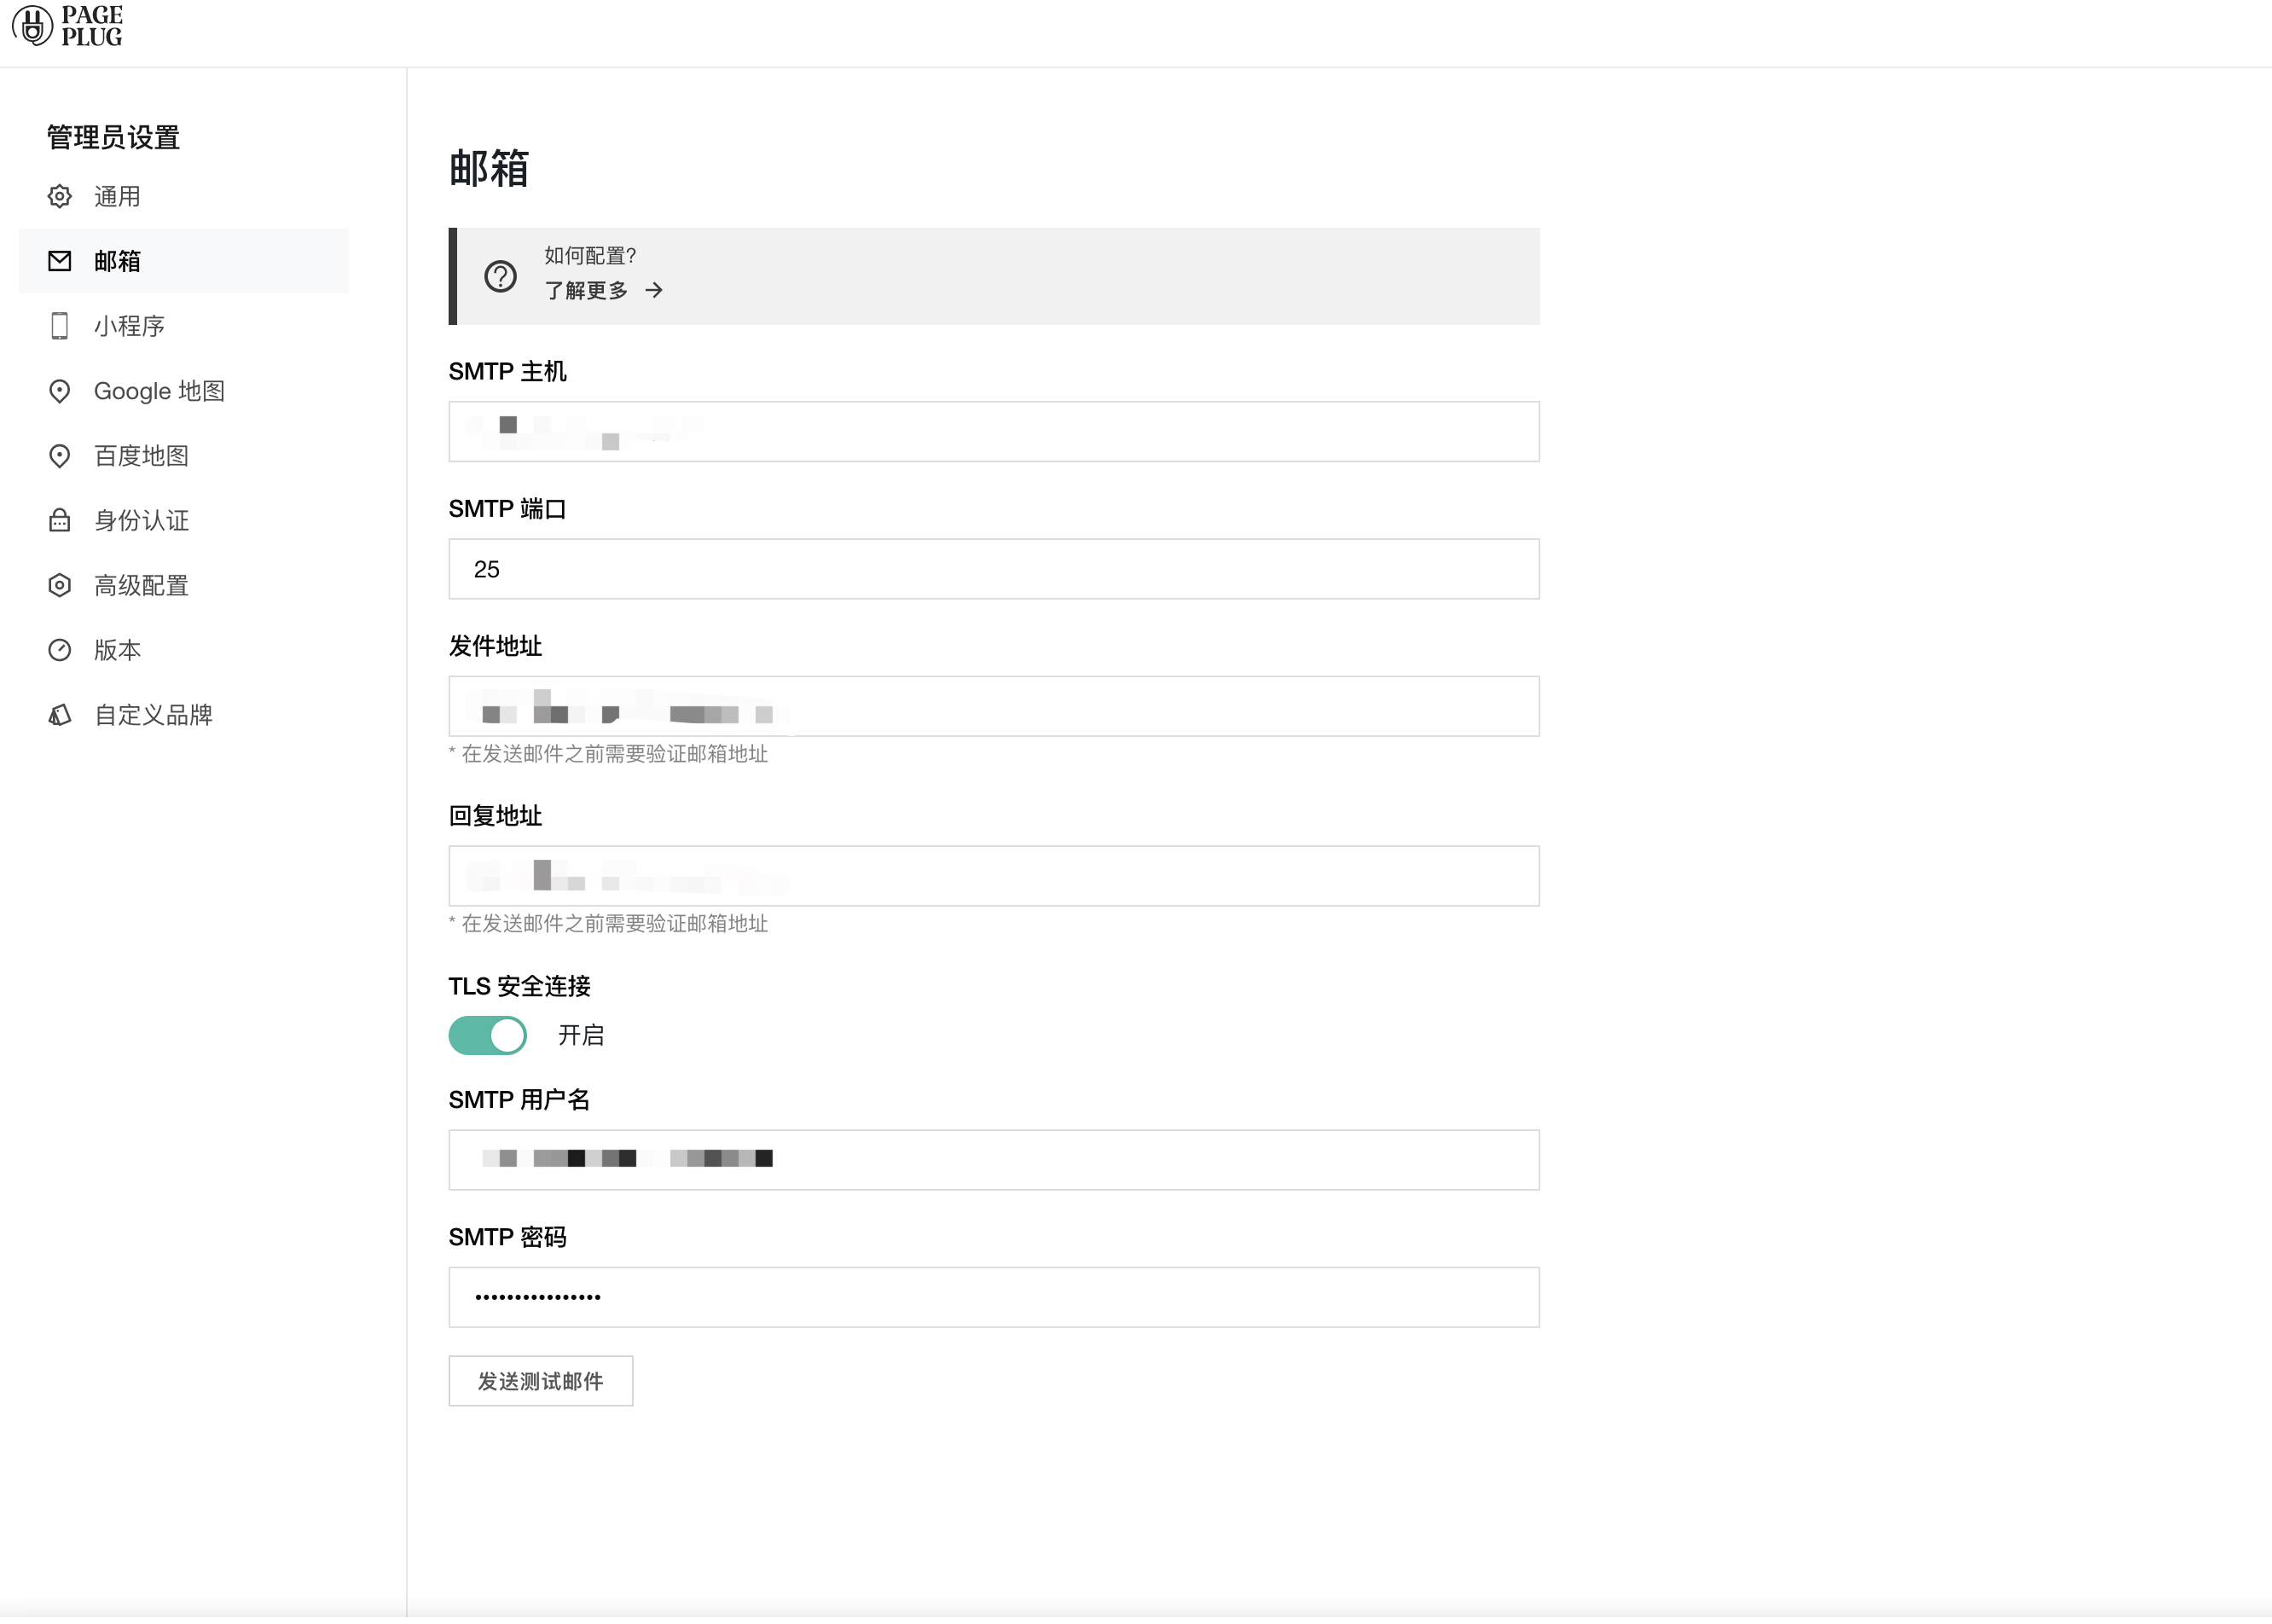 PAGE
PLUG
管理员设置
通用
邮箱
小程序
Google 地图
百度地图
身份认证
高级配置
版本
自定义品牌
邮箱
如何配置?
了解更多 →
SMTP 主机
SMTP 端口
25
发件地址
* 在发送邮件之前需要验证邮箱地址
回复地址
* 在发送邮件之前需要验证邮箱地址
TLS 安全连接
开启
SMTP 用户名
SMTP 密码
••••••••••••••••
发送测试邮件